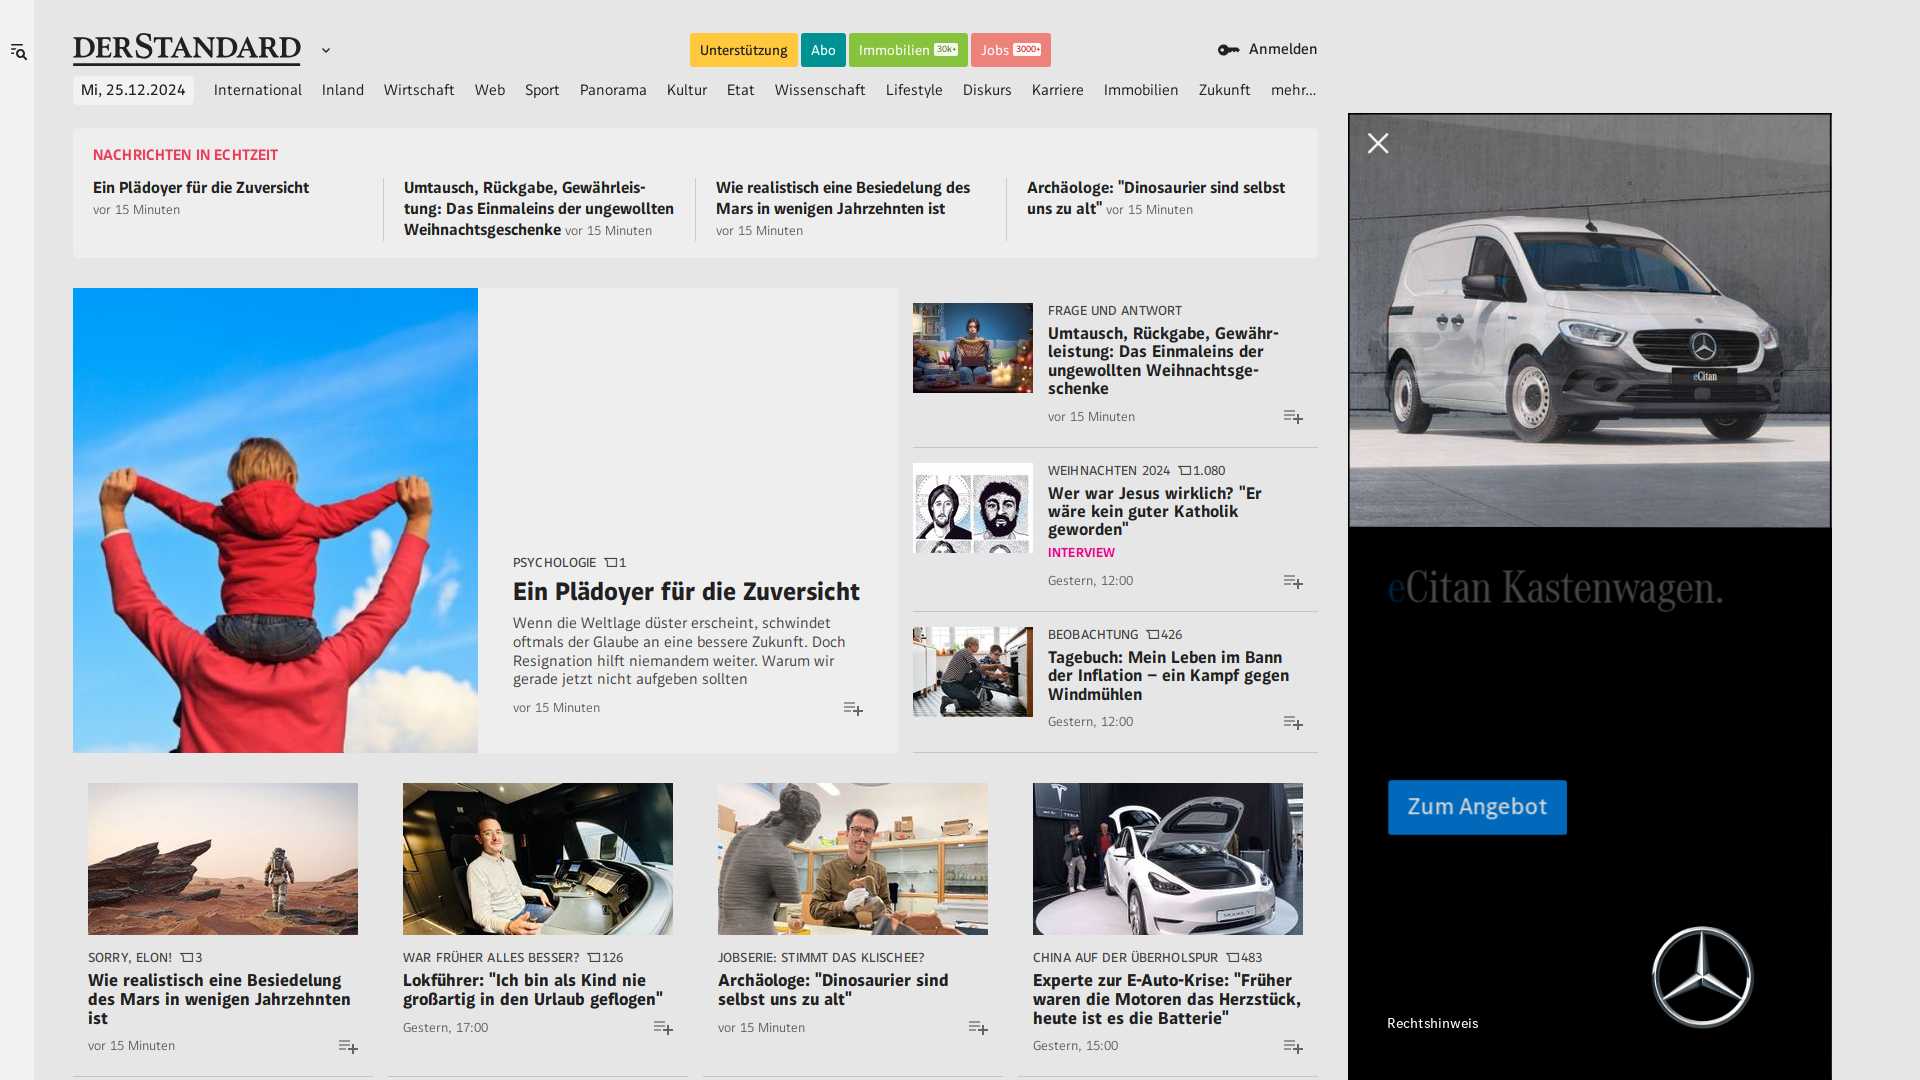 DERSTANDARD
Unterstützung
Abo
Immobilien 30k+
Jobs 3000+
Anmelden
Mi, 25.12.2024
International
Inland
Wirtschaft
Web
Sport
Panorama
Kultur
Etat
Wissenschaft
Lifestyle
Diskurs
Karriere
Immobilien
Zukunft
mehr...
NACHRICHTEN IN ECHTZEIT
Ein Plädoyer für die Zuversicht
vor 15 Minuten
Umtausch, Rückgabe, Gewährleis-
tung: Das Einmaleins der ungewollten
Weihnachtsgeschenke vor 15 Minuten
Wie realistisch eine Besiedelung des
Mars in wenigen Jahrzehnten ist
vor 15 Minuten
Archäologe: "Dinosaurier sind selbst
uns zu alt" vor 15 Minuten
PSYCHOLOGIE 1
Ein Plädoyer für die Zuversicht
Wenn die Weltlage düster erscheint, schwindet
oftmals der Glaube an eine bessere Zukunft. Doch
Resignation hilft niemandem weiter. Warum wir
gerade jetzt nicht aufgeben sollten
vor 15 Minuten
FRAGE UND ANTWORT
Umtausch, Rückgabe, Gewähr-
leistung: Das Einmaleins der
ungewollten Weihnachtsge-
schenke
vor 15 Minuten
WEIHNACHTEN 2024 1.080
Wer war Jesus wirklich? "Er
wäre kein guter Katholik
geworden"
INTERVIEW
Gestern, 12:00
BEOBACHTUNG 426
Tagebuch: Mein Leben im Bann
der Inflation – ein Kampf gegen
Windmühlen
Gestern, 12:00
SORRY, ELON! 3
Wie realistisch eine Besiedelung
des Mars in wenigen Jahrzehnten
ist
vor 15 Minuten
WAR FRÜHER ALLES BESSER? 126
Lokführer: "Ich bin als Kind nie
großartig in den Urlaub geflogen"
Gestern, 17:00
JOBSERIE: STIMMT DAS KLISCHEE?
Archäologe: "Dinosaurier sind
selbst uns zu alt"
vor 15 Minuten
TESLA
MODEL Y
CHINA AUF DER ÜBERHOLSPUR 483
Experte zur E-Auto-Krise: "Früher
waren die Motoren das Herzstück,
heute ist es die Batterie"
Gestern, 15:00
eCitan
eCitan Kastenwagen.
Zum Angebot
Rechtshinweis